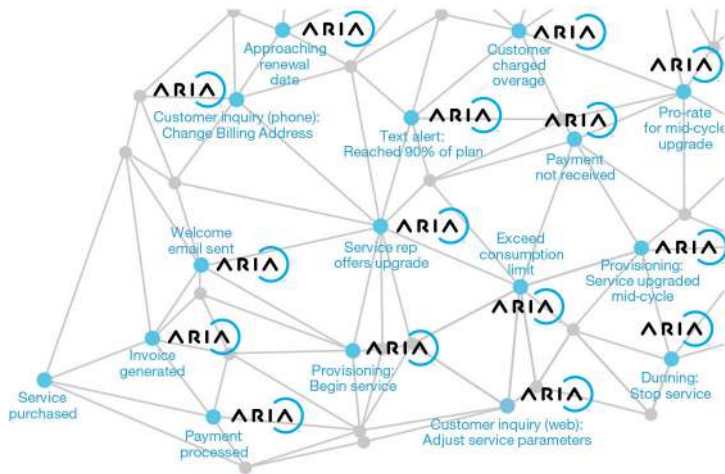 ARIA
Approaching
renewal
date
ARIA
Customer
charged
overage
ARIA
Customer inquiry (phone):
Change Billing Address
ARIA
Pro-rate
for mid-cycle
upgrade
ARIA
Text alert:
Reached 90% of plan
ARIA
Payment
not received
Welcome
email sent
ARIA
ARIA
Service rep
offers upgrade
Exceed
consumption
limit
ARIA
ARIA
Provisioning:
Service upgraded
mid-cycle
ARIA
Invoice
generated
ARIA
Provisioning:
Begin service
ARIA
Dunning:
Stop service
Service
purchased
ARIA
Payment
processed
ARIA
Customer inquiry (web):
Adjust service parameters